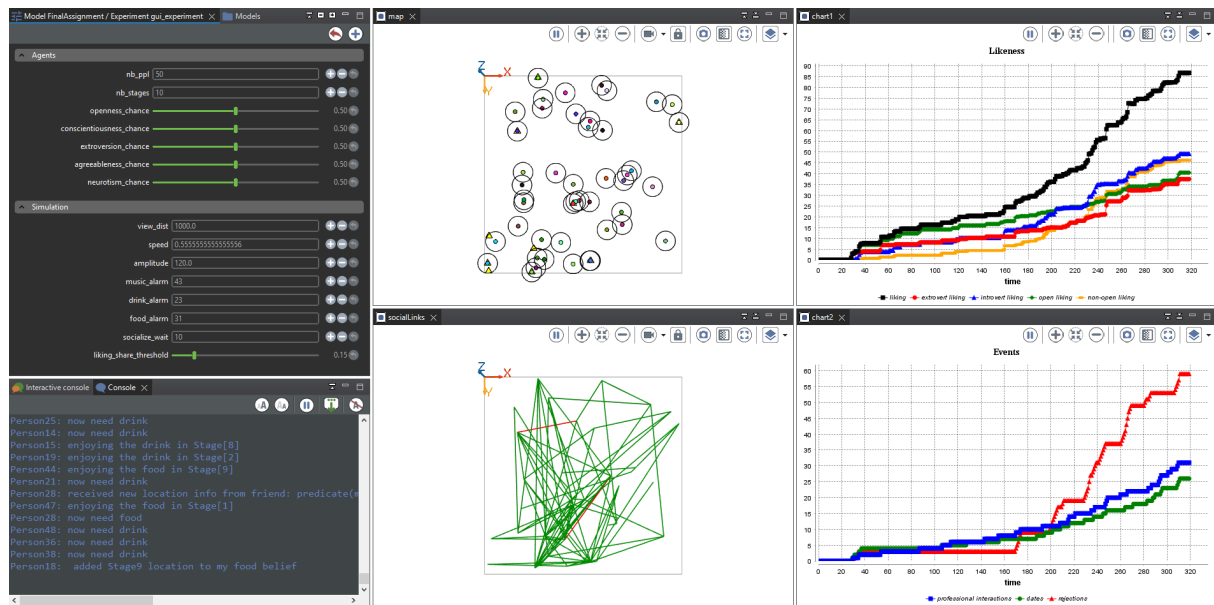 Model FinalAssignment / Experiment gui_experiment
Models
Agents
nb_ppl 50
nb_stages 10
openness_chance 0.50
conscientiousness_chance 0.50
extroversion_chance 0.50
agreeableness_chance 0.50
neurotism_chance 0.50
Simulation
view_dist 1000.0
speed 0.5555555555555556
amplitude 120.0
music_alarm 43
drink_alarm 23
food_alarm 31
socialize_wait 10
liking_share_threshold 0.15
Interactive console
Console
Person25: now need drink
Person14: now need drink
Person15: enjoying the drink in Stage[8]
Person19: enjoying the drink in Stage[2]
Person44: enjoying the food in Stage[9]
Person21: now need drink
Person28: received new location info from friend: predicate(m
Person47: enjoying the food in Stage[1]
Person28: now need food
Person48: now need drink
Person36: now need drink
Person38: now need drink
Person18:  added Stage9 location to my food belief
map
Z
X
Y
socialLinks
Z
X
Y
chart1
Likeness
90
85
80
75
70
65
60
55
50
45
40
35
30
25
20
15
10
5
0
0 20 40 60 80 100 120 140 160 180 200 220 240 260 280 300 320
time
liking extrovert liking introvert liking open liking non-open liking
chart2
Events
60
55
50
45
40
35
30
25
20
15
10
5
0
0 20 40 60 80 100 120 140 160 180 200 220 240 260 280 300 320
time
professional interactions dates rejections